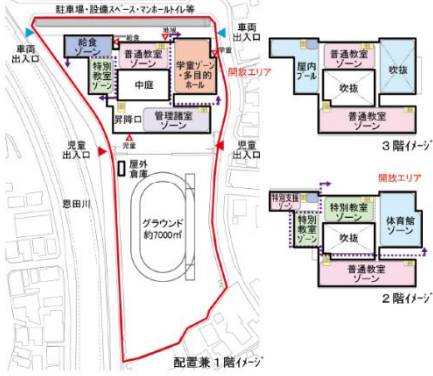 駐車場・設備スペース・マンホールトイレ等
車両
出入口
地域
車両
出入口
給食
ゾーン
給食
普通教室
ゾーン
学童ゾーン
・多目的
ホール
学童
特別
教室
ゾーン
中庭
開放エリア
昇降口
管理諸室
ゾーン
児童
児童
出入口
児童
出入口
屋外
倉庫
恩田川
グラウンド
約7000㎡
配置兼1階イメージ
屋内
プール
普通教室
ゾーン
吹抜
吹抜
普通教室
ゾーン
3階イメージ
開放エリア
特別支援
ゾーン
特別教室
ゾーン
体育館
ゾーン
特別
教室
ゾーン
吹抜
普通教室
ゾーン
2階イメージ